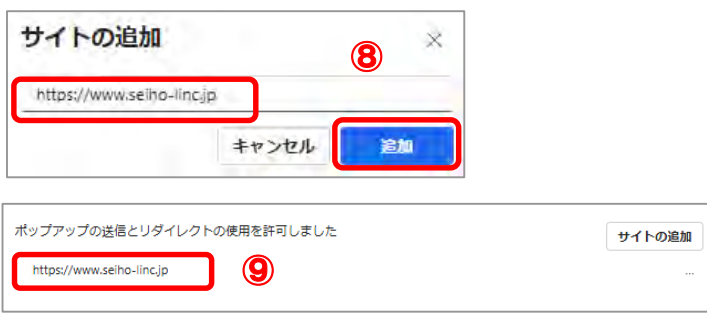 サイトの追加
⑧
https://www.seiho-linc.jp
キャンセル 追加
ポップアップの送信とリダイレクトの使用を許可しました サイトの追加
https://www.seiho-linc.jp ⑨ ...